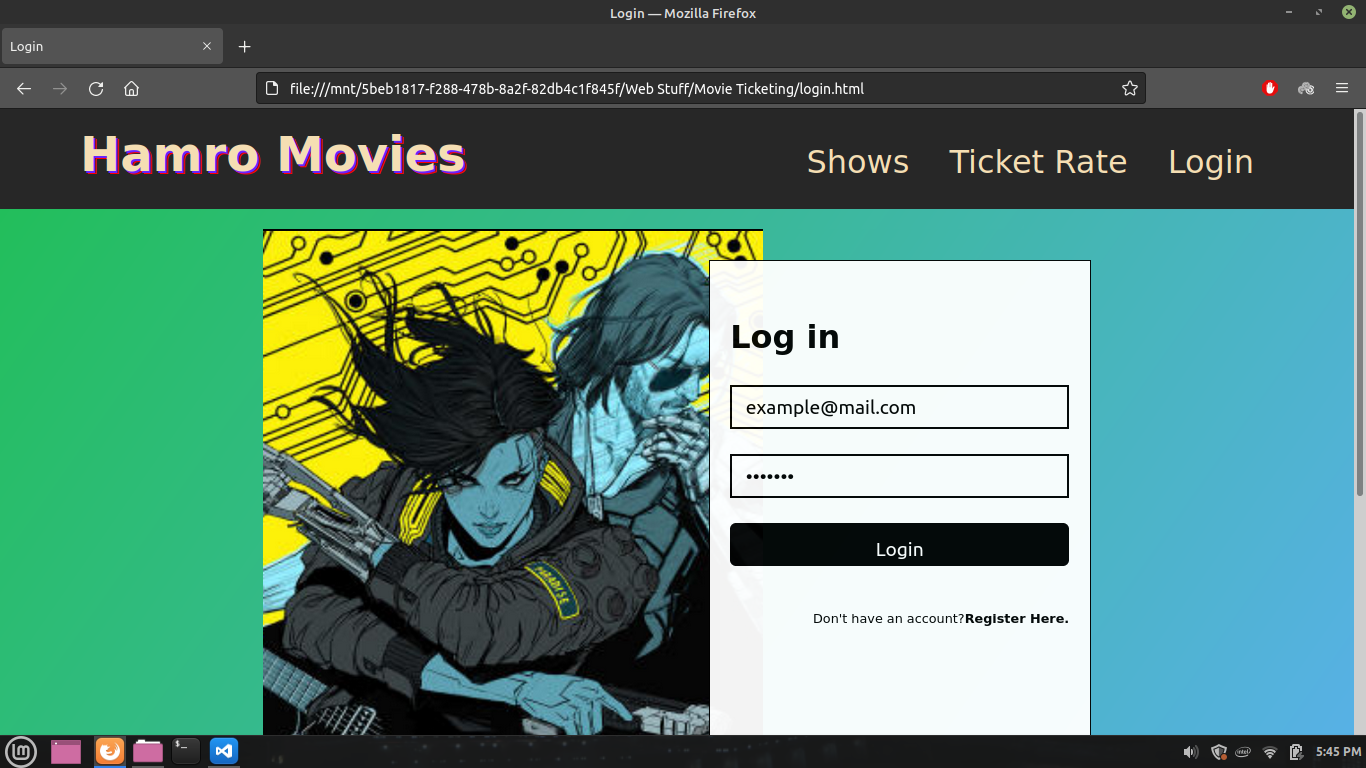 Login — Mozilla Firefox
Login
file:///mnt/5beb1817-f288-478b-8a2f-82db4c1f845f/Web Stuff/Movie Ticketing/login.html
Hamro Movies
Shows Ticket Rate Login
Log in
example@mail.com
•••••••
PARADISE
Login
Don't have an account?Register Here.
5:45 PM